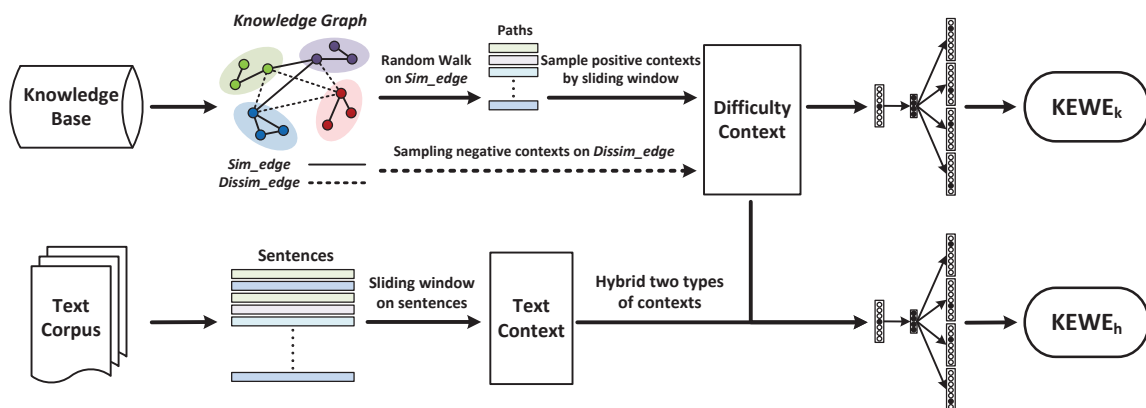 Knowledge Graph
Knowledge
Base
Random Walk
on Sim_edge
Paths
Sample positive contexts
by sliding window
Difficulty
Context
KEWEk
Sim_edge
Dissim_edge
Sampling negative contexts on Dissim_edge
Text
Corpus
Sentences
Sliding window
on sentences
Text
Context
Hybrid two types
of contexts
KEWEh